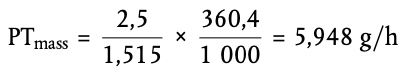 PTmass = 2,5 / 1,515 × 360,4 / 1 000 = 5,948 g/h